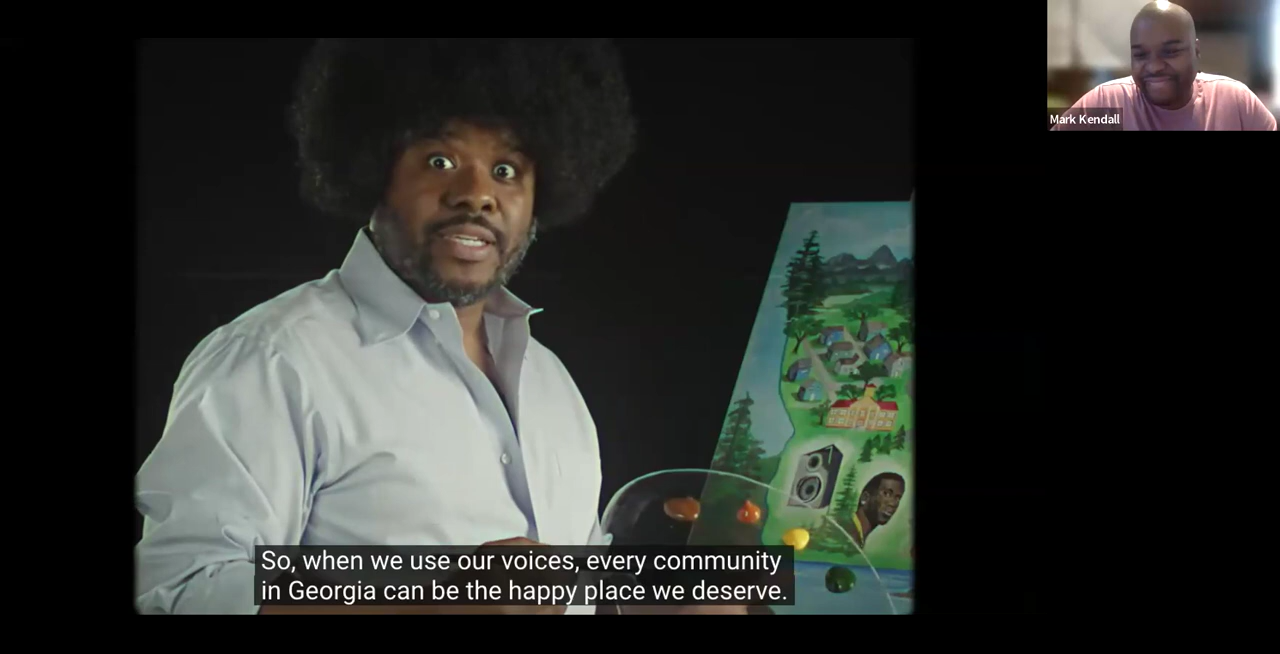 Mark Kendall
So, when we use our voices, every community
in Georgia can be the happy place we deserve.